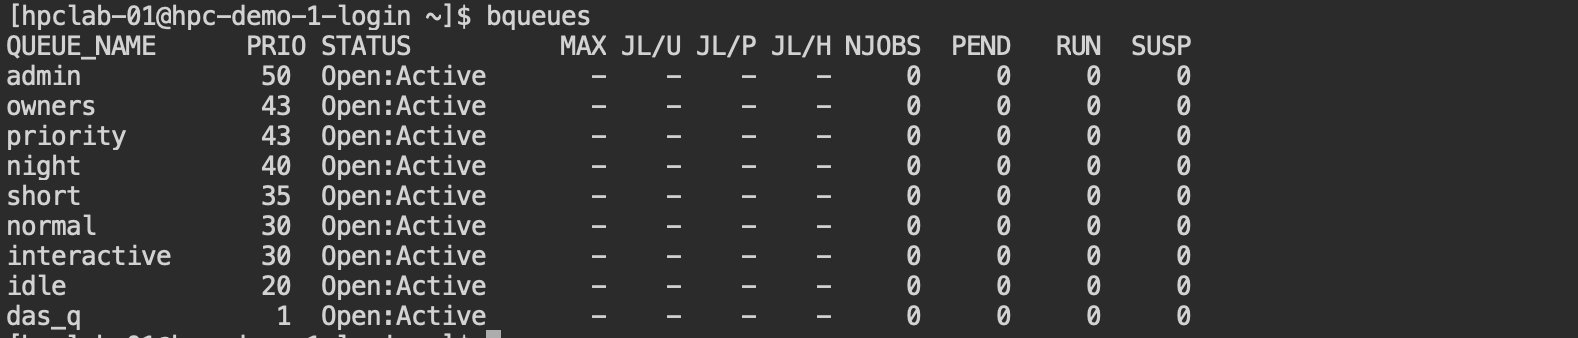 [hpclab-01@hpc-demo-1-login ~]$ bqueues
QUEUE_NAME      PRIO STATUS          MAX JL/U JL/P JL/H NJOBS  PEND   RUN  SUSP
admin            50  Open:Active       –    –    –    –     0     0     0     0
owners           43  Open:Active       –    –    –    –     0     0     0     0
priority         43  Open:Active       –    –    –    –     0     0     0     0
night            40  Open:Active       –    –    –    –     0     0     0     0
short            35  Open:Active       –    –    –    –     0     0     0     0
normal           30  Open:Active       –    –    –    –     0     0     0     0
interactive      30  Open:Active       –    –    –    –     0     0     0     0
idle             20  Open:Active       –    –    –    –     0     0     0     0
das_q             1  Open:Active       –    –    –    –     0     0     0     0